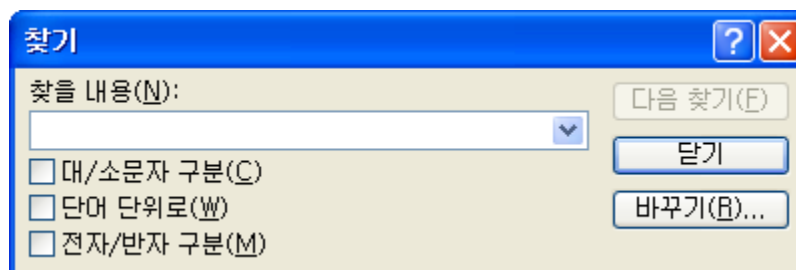 찾기
찾을 내용(N):
다음 찾기(F)
닫기
대/소문자 구분(C)
단어 단위로(W)
바꾸기(R)...
전자/반자 구분(M)